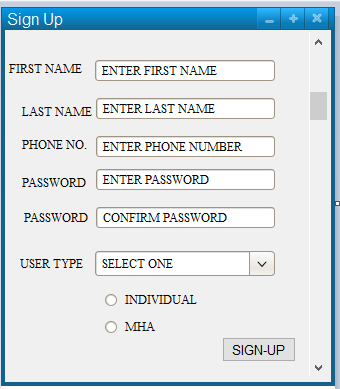 Sign Up
FIRST NAME ENTER FIRST NAME
LAST NAME ENTER LAST NAME
PHONE NO. ENTER PHONE NUMBER
PASSWORD ENTER PASSWORD
PASSWORD CONFIRM PASSWORD
USER TYPE SELECT ONE
INDIVIDUAL
MHA
SIGN-UP